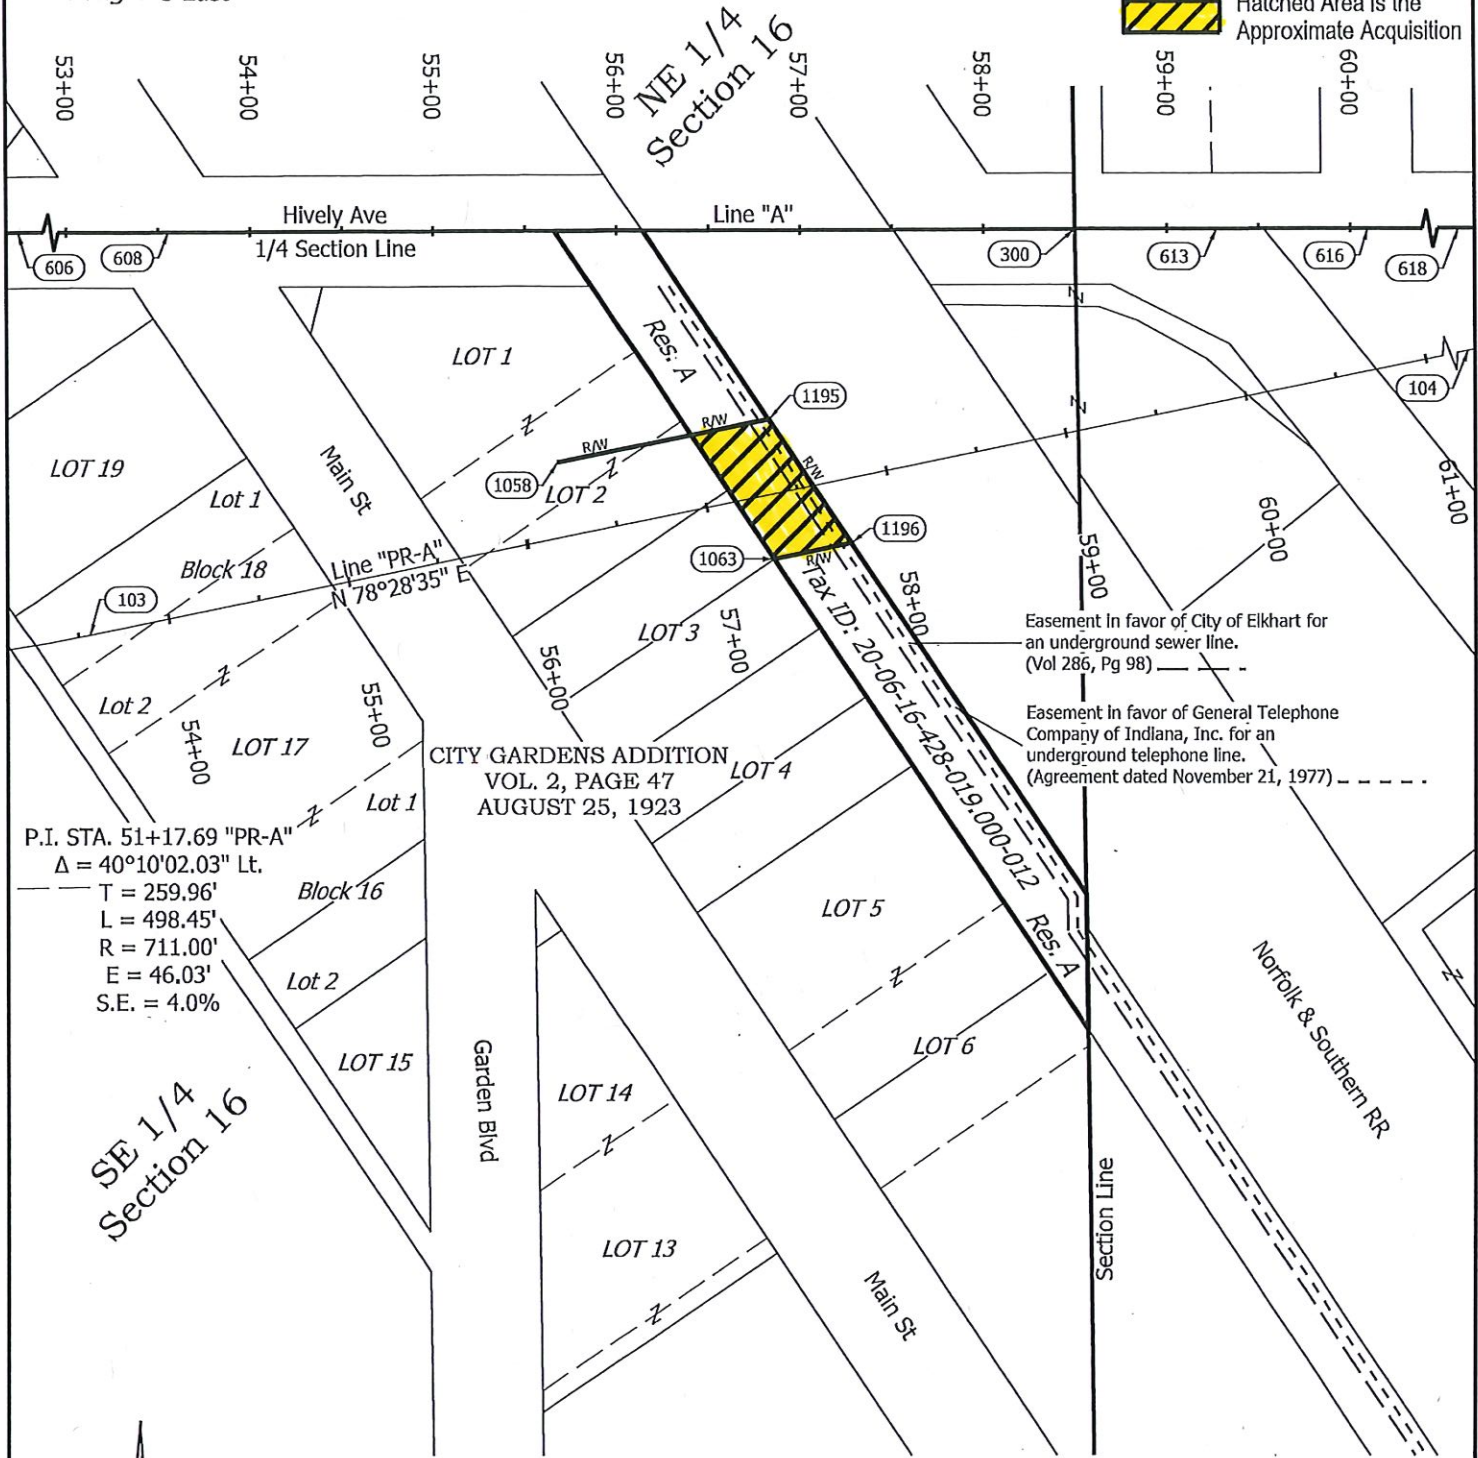 Hatched Area is the
Approximate Acquisition
53+00
54+00
55+00
56+00
NE 1/4
Section 16
57+00
58+00
59+00
60+00
Hively Ave
Line "A"
1/4 Section Line
606
608
300
613
616
618
LOT 1
Res. A
1195
104
LOT 19
Lot 1
Main St
R/W
R/W
R/W
1058
LOT 2
61+00
60+00
1196
1063
R/W
Block 18
Line "PR-A"
N 78°28'35" E
103
59+00
58+00
Tax ID: 20-06-16-428-019.000-012
LOT 3
57+00
56+00
Easement in favor of City of Elkhart for
an underground sewer line.
(Vol 286, Pg 98)
Lot 2
LOT 17
55+00
54+00
Easement in favor of General Telephone
Company of Indiana, Inc. for an
underground telephone line.
(Agreement dated November 21, 1977)
CITY GARDENS ADDITION
VOL. 2, PAGE 47
AUGUST 25, 1923
LOT 4
Lot 1
P.I. STA. 51+17.69 "PR-A"
Δ = 40°10'02.03" Lt.
T = 259.96'
L = 498.45'
R = 711.00'
E = 46.03'
S.E. = 4.0%
Block 16
LOT 5
Res. A
Lot 2
LOT 6
Norfolk & Southern RR
LOT 15
Garden Blvd
LOT 14
SE 1/4
Section 16
Section Line
LOT 13
Main St